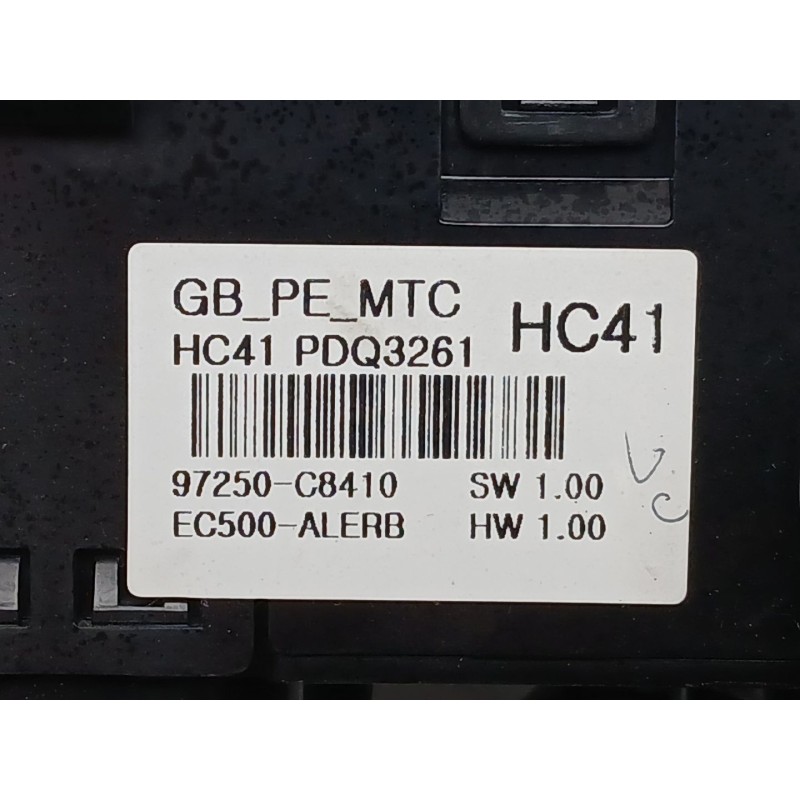 GB_PE_MTC
HC41
HC41 PDQ3261
97250-C8410 SW 1.00
EC500-ALERB HW 1.00